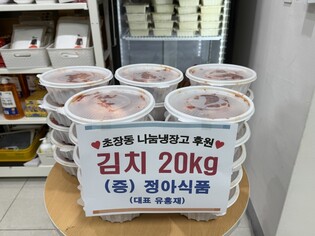 ♥초장동 나눔냉장고 후원♥
김치 20kg
(증) 정아식품
(대표 유홍재)